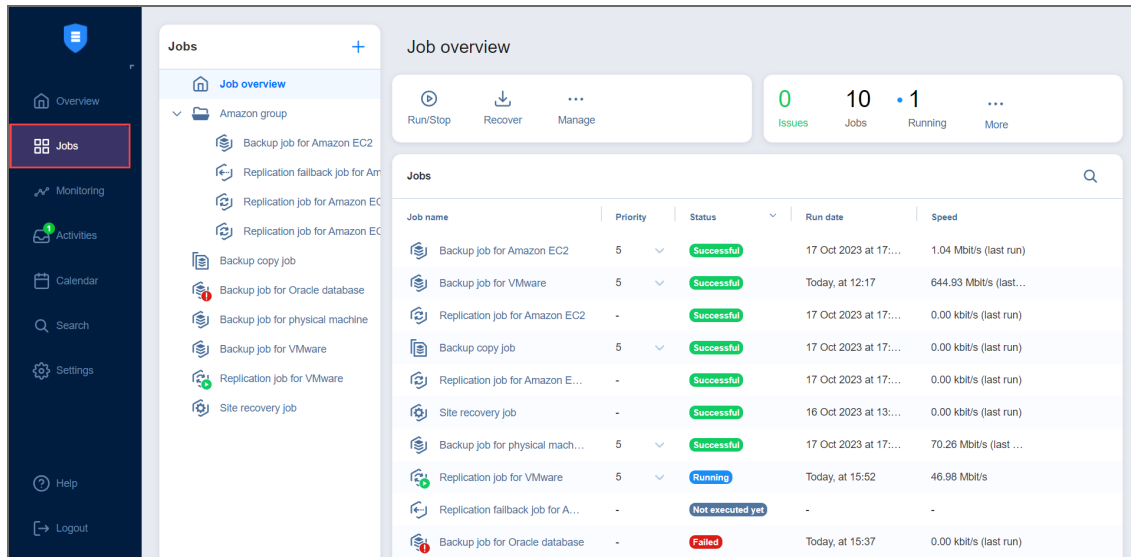 Overview
Jobs
Monitoring
1
Activities
Calendar
Search
Settings
Help
Logout
Jobs
Job overview
Amazon group
Backup job for Amazon EC2
Replication failback job for Am
Replication job for Amazon EC
Replication job for Amazon EC
Backup copy job
Backup job for Oracle database
Backup job for physical machine
Backup job for VMware
Replication job for VMware
Site recovery job
Job overview
Run/Stop Recover Manage
0 10 1
Issues Jobs Running More
Jobs
Job name Priority Status Run date Speed
Backup job for Amazon EC2 5 Successful 17 Oct 2023 at 17:... 1.04 Mbit/s (last run)
Backup job for VMware 5 Successful Today, at 12:17 644.93 Mbit/s (last...
Replication job for Amazon EC2 - Successful 17 Oct 2023 at 17:... 0.00 kbit/s (last run)
Backup copy job 5 Successful 17 Oct 2023 at 17:... 0.00 kbit/s (last run)
Replication job for Amazon E... - Successful 17 Oct 2023 at 17:... 0.00 kbit/s (last run)
Site recovery job - Successful 16 Oct 2023 at 13:... 0.00 kbit/s (last run)
Backup job for physical mach... 5 Successful 17 Oct 2023 at 17:... 70.26 Mbit/s (last ...
Replication job for VMware 5 Running Today, at 15:52 46.98 Mbit/s
Replication failback job for A... - Not executed yet - -
Backup job for Oracle database - Failed Today, at 15:37 0.00 kbit/s (last run)